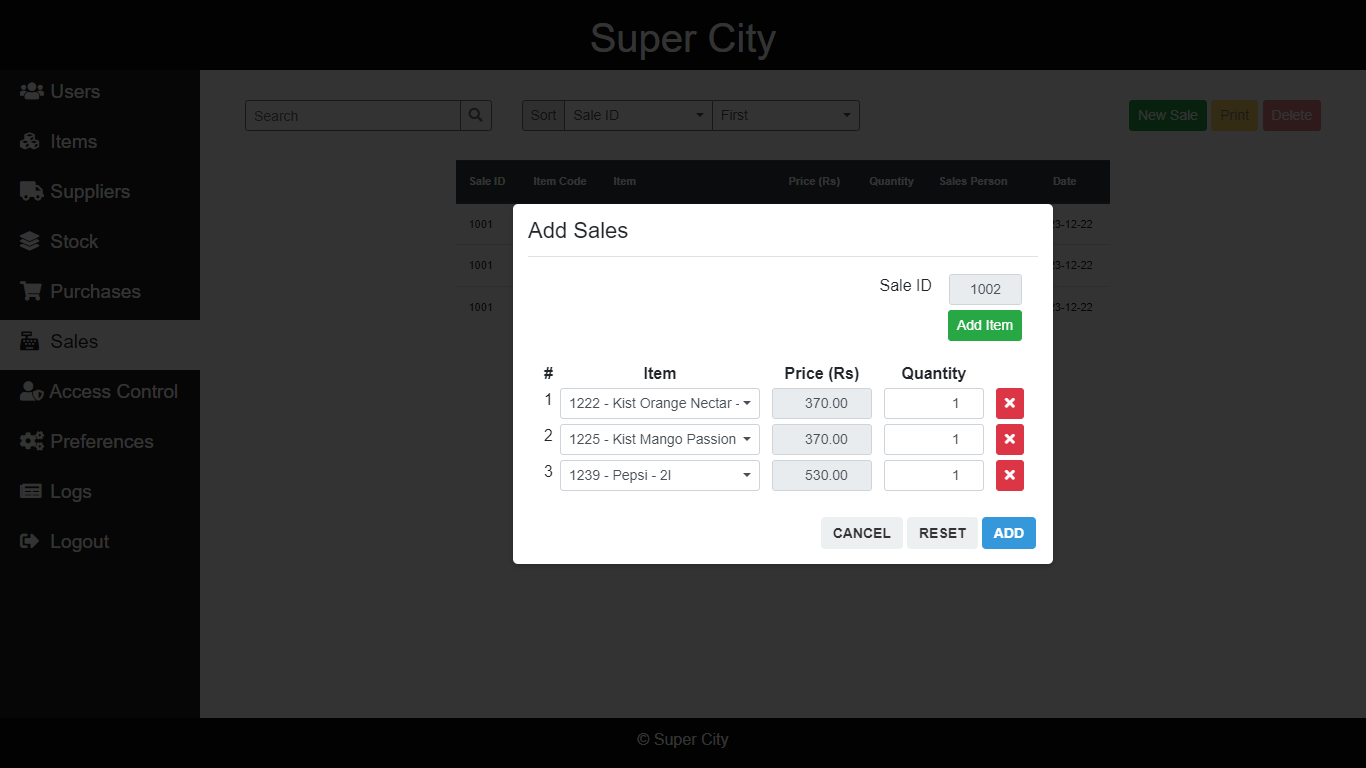 Super City
Users
Items
Suppliers
Stock
Purchases
Sales
Access Control
Preferences
Logs
Logout
Search
Sort Sale ID First
New Sale Print Delete
Sale ID Item Code Item Price (Rs) Quantity Sales Person Date
1001 3-12-22
1001 3-12-22
1001 3-12-22
Add Sales
Sale ID 1002
Add Item
# Item Price (Rs) Quantity
1 1222 - Kist Orange Nectar - 370.00 1
2 1225 - Kist Mango Passion 370.00 1
3 1239 - Pepsi - 2l 530.00 1
CANCEL RESET ADD
© Super City